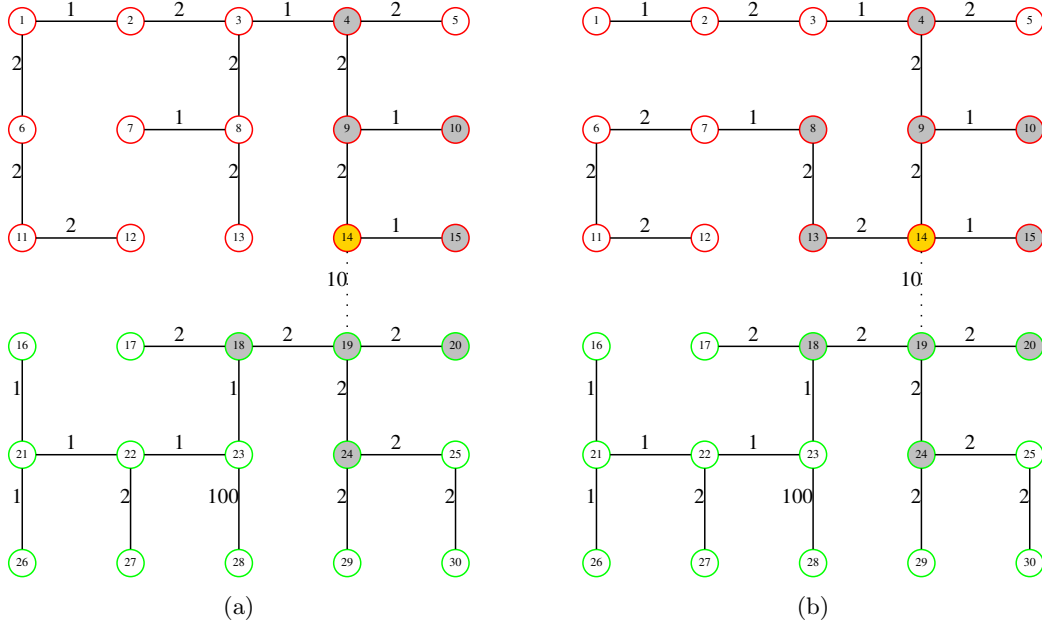 1 2 1 2 1 1 1 2
1 2 3 4 5 1 2 3 4 5
2 2 2 2
1 1 2 1 1
6 7 8 9 10 6 7 8 9 10
2 2 2 2 2 2
2 1 2 2 1
11 12 13 14 15 11 12 13 14 15
10 10
2 2 2 2 2 2
16 17 18 19 20 16 17 18 19 20
1 1 2 1 1 2
1 1 2 1 1 2
21 22 23 24 25 21 22 23 24 25
1 2 100 2 2 1 2 100 2 2
26 27 28 29 30 26 27 28 29 30
(a) (b)